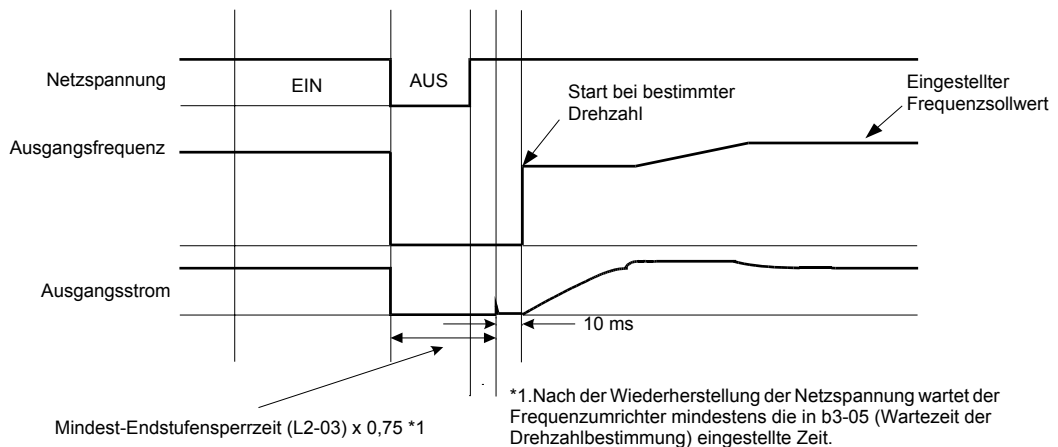 Netzspannung
EIN
AUS
Start bei bestimmter
Drehzahl
Eingestellter
Frequenzsollwert
Ausgangsfrequenz
Ausgangsstrom
10 ms
Mindest-Endstufensperrzeit (L2-03) x 0,75 *1
*1.Nach der Wiederherstellung der Netzspannung wartet der
Frequenzumrichter mindestens die in b3-05 (Wartezeit der
Drehzahlbestimmung) eingestellte Zeit.